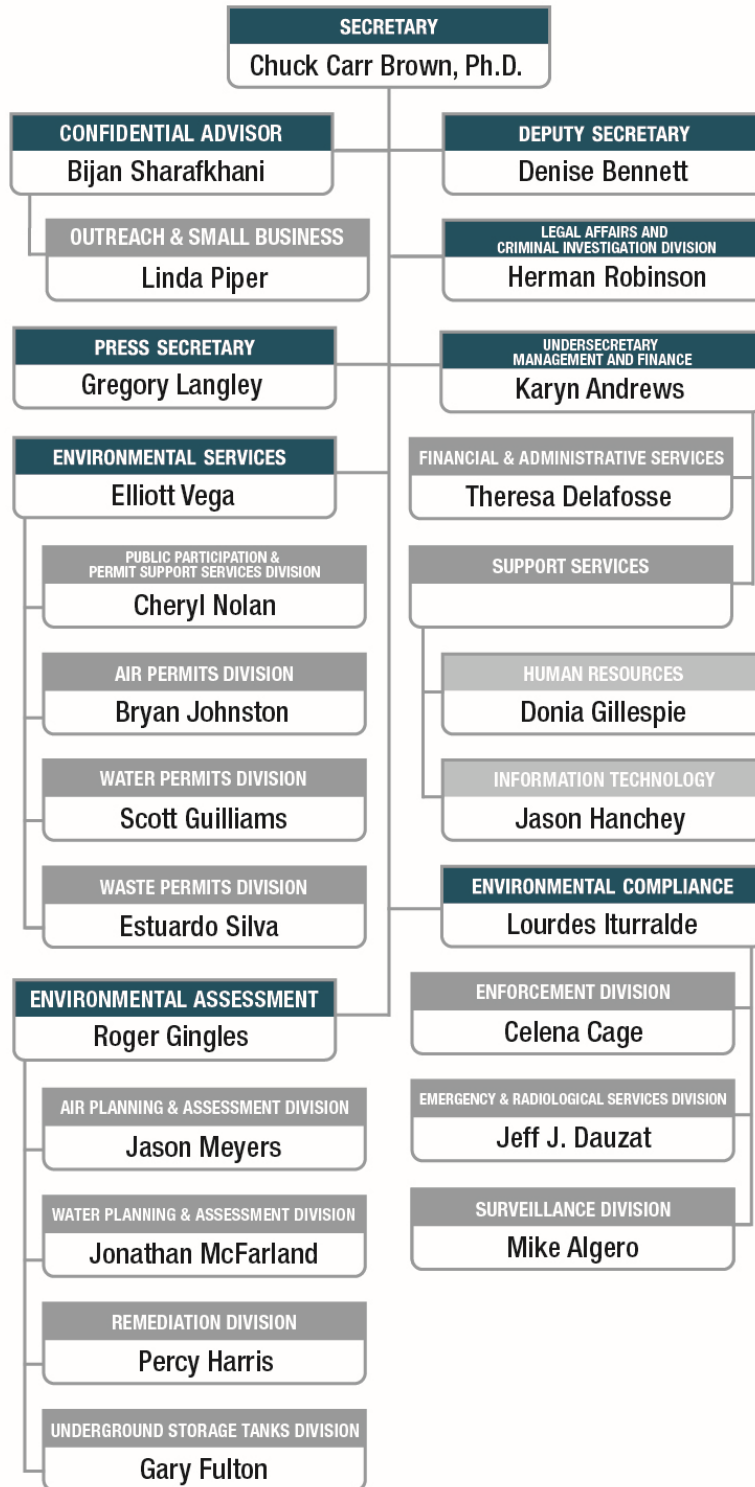 SECRETARY
Chuck Carr Brown, Ph.D.
CONFIDENTIAL ADVISOR
Bijan Sharafkhani
OUTREACH & SMALL BUSINESS
Linda Piper
DEPUTY SECRETARY
Denise Bennett
LEGAL AFFAIRS AND
CRIMINAL INVESTIGATION DIVISION
Herman Robinson
PRESS SECRETARY
Gregory Langley
UNDERSECRETARY
MANAGEMENT AND FINANCE
Karyn Andrews
FINANCIAL & ADMINISTRATIVE SERVICES
Theresa Delafosse
SUPPORT SERVICES
HUMAN RESOURCES
Donia Gillespie
INFORMATION TECHNOLOGY
Jason Hanchey
ENVIRONMENTAL SERVICES
Elliott Vega
PUBLIC PARTICIPATION &
PERMIT SUPPORT SERVICES DIVISION
Cheryl Nolan
AIR PERMITS DIVISION
Bryan Johnston
WATER PERMITS DIVISION
Scott Guilliams
WASTE PERMITS DIVISION
Estuardo Silva
ENVIRONMENTAL COMPLIANCE
Lourdes Iturralde
ENFORCEMENT DIVISION
Celena Cage
EMERGENCY & RADIOLOGICAL SERVICES DIVISION
Jeff J. Dauzat
SURVEILLANCE DIVISION
Mike Algero
ENVIRONMENTAL ASSESSMENT
Roger Gingles
AIR PLANNING & ASSESSMENT DIVISION
Jason Meyers
WATER PLANNING & ASSESSMENT DIVISION
Jonathan McFarland
REMEDIATION DIVISION
Percy Harris
UNDERGROUND STORAGE TANKS DIVISION
Gary Fulton